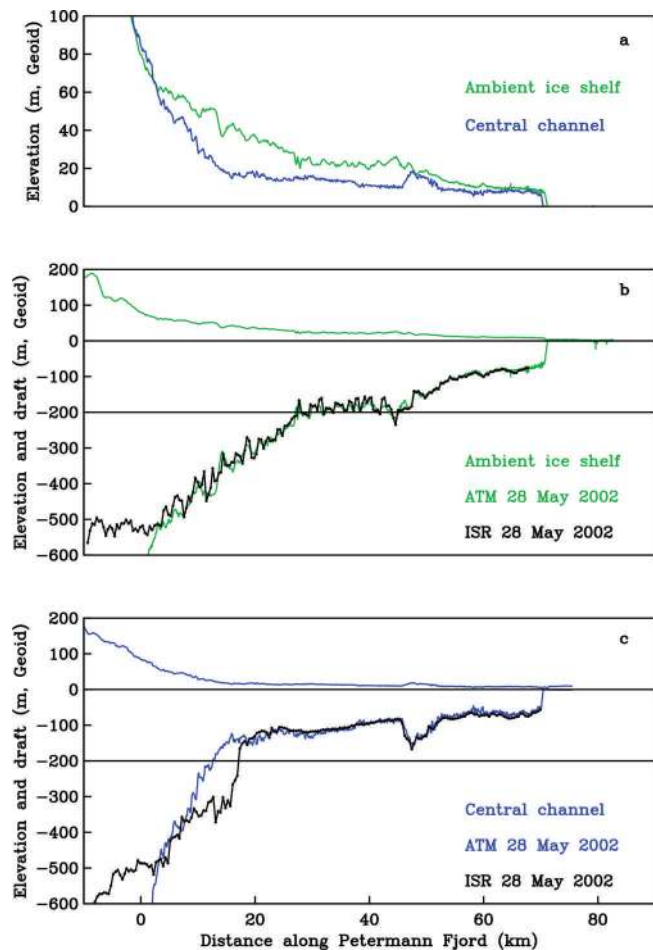 a
Elevation (m, Geoid)
100
80
60
40
20
0
Ambient ice shelf
Central channel
b
Elevation and draft (m, Geoid)
200
100
0
-100
-200
-300
-400
-500
-600
Ambient ice shelf
ATM 28 May 2002
ISR 28 May 2002
c
Elevation and draft (m, Geoid)
200
100
0
-100
-200
-300
-400
-500
-600
Central channel
ATM 28 May 2002
ISR 28 May 2002
0 20 40 60 80
Distance along Petermann Fjord (km)